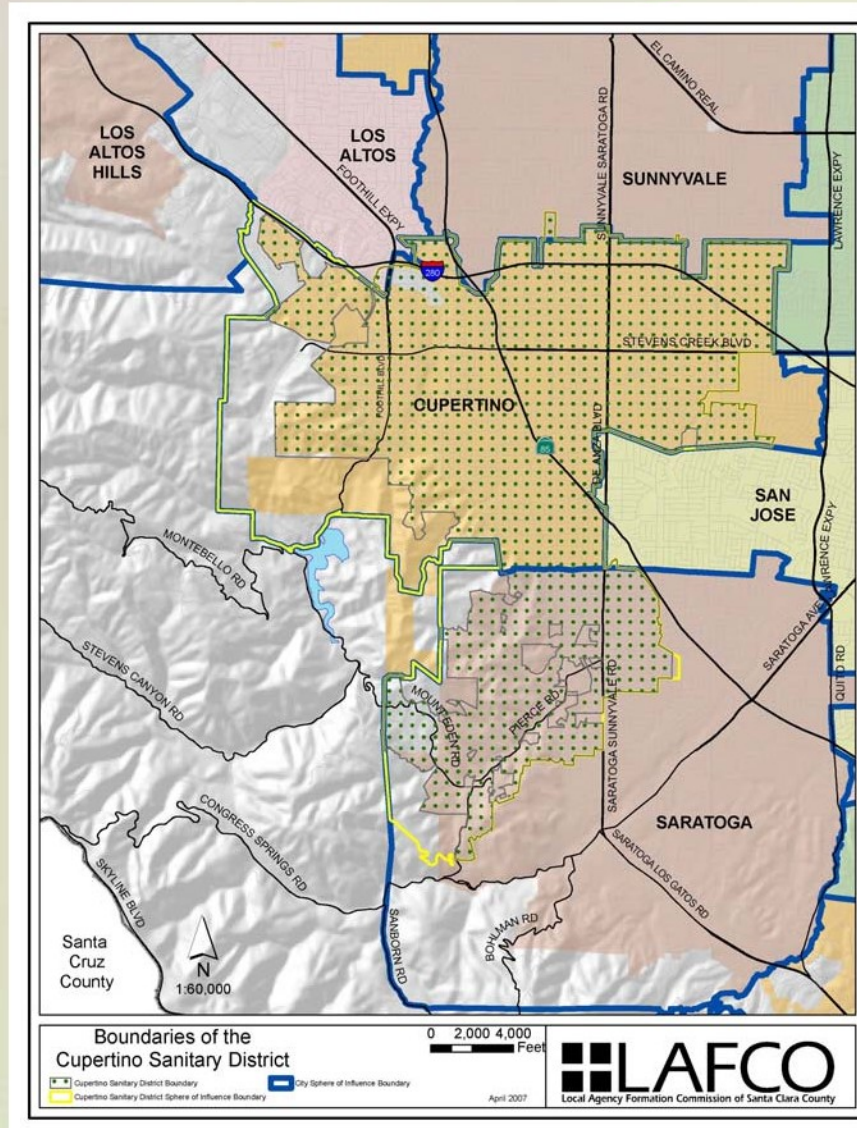 EL CAMINO REAL
LOS
ALTOS
HILLS
LOS
ALTOS
FOOTHILL EXPY
SUNNYVALE SARATOGA RD
SUNNYVALE
LAWRENCE EXPY
280
STEVENS CREEK BLVD
FOOTHILL BLVD
CUPERTINO
DE ANZA BLVD
85
SAN
JOSE
LAWRENCE EXPY
MONTEBELLO RD
SARATOGA AVE
QUITO RD
STEVENS CANYON RD
MOUNT EDEN RD
PIERCE RD
SARATOGA SUNNYVALE RD
CONGRESS SPRINGS RD
SARATOGA
SARATOGA LOS GATOS RD
SKYLINE BLVD
SANBORN RD
BOHLMAN RD
Santa
Cruz
County
N
1:60,000
Boundaries of the
Cupertino Sanitary District
0 2,000 4,000
Feet
Cupertino Sanitary District Boundary
City Sphere of Influence Boundary
Cupertino Sanitary District Sphere of Influence Boundary
April 2007
LAFCO
Local Agency Formation Commission of Santa Clara County